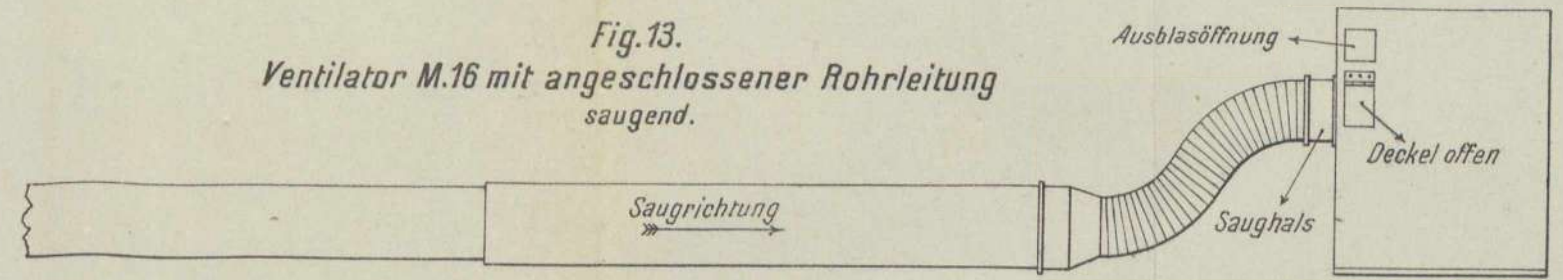 Fig. 13.
Ventilator M.16 mit angeschlossener Rohrleitung
saugend.
Ausblasöffnung
Deckel offen
Saugrichtung
Saughals